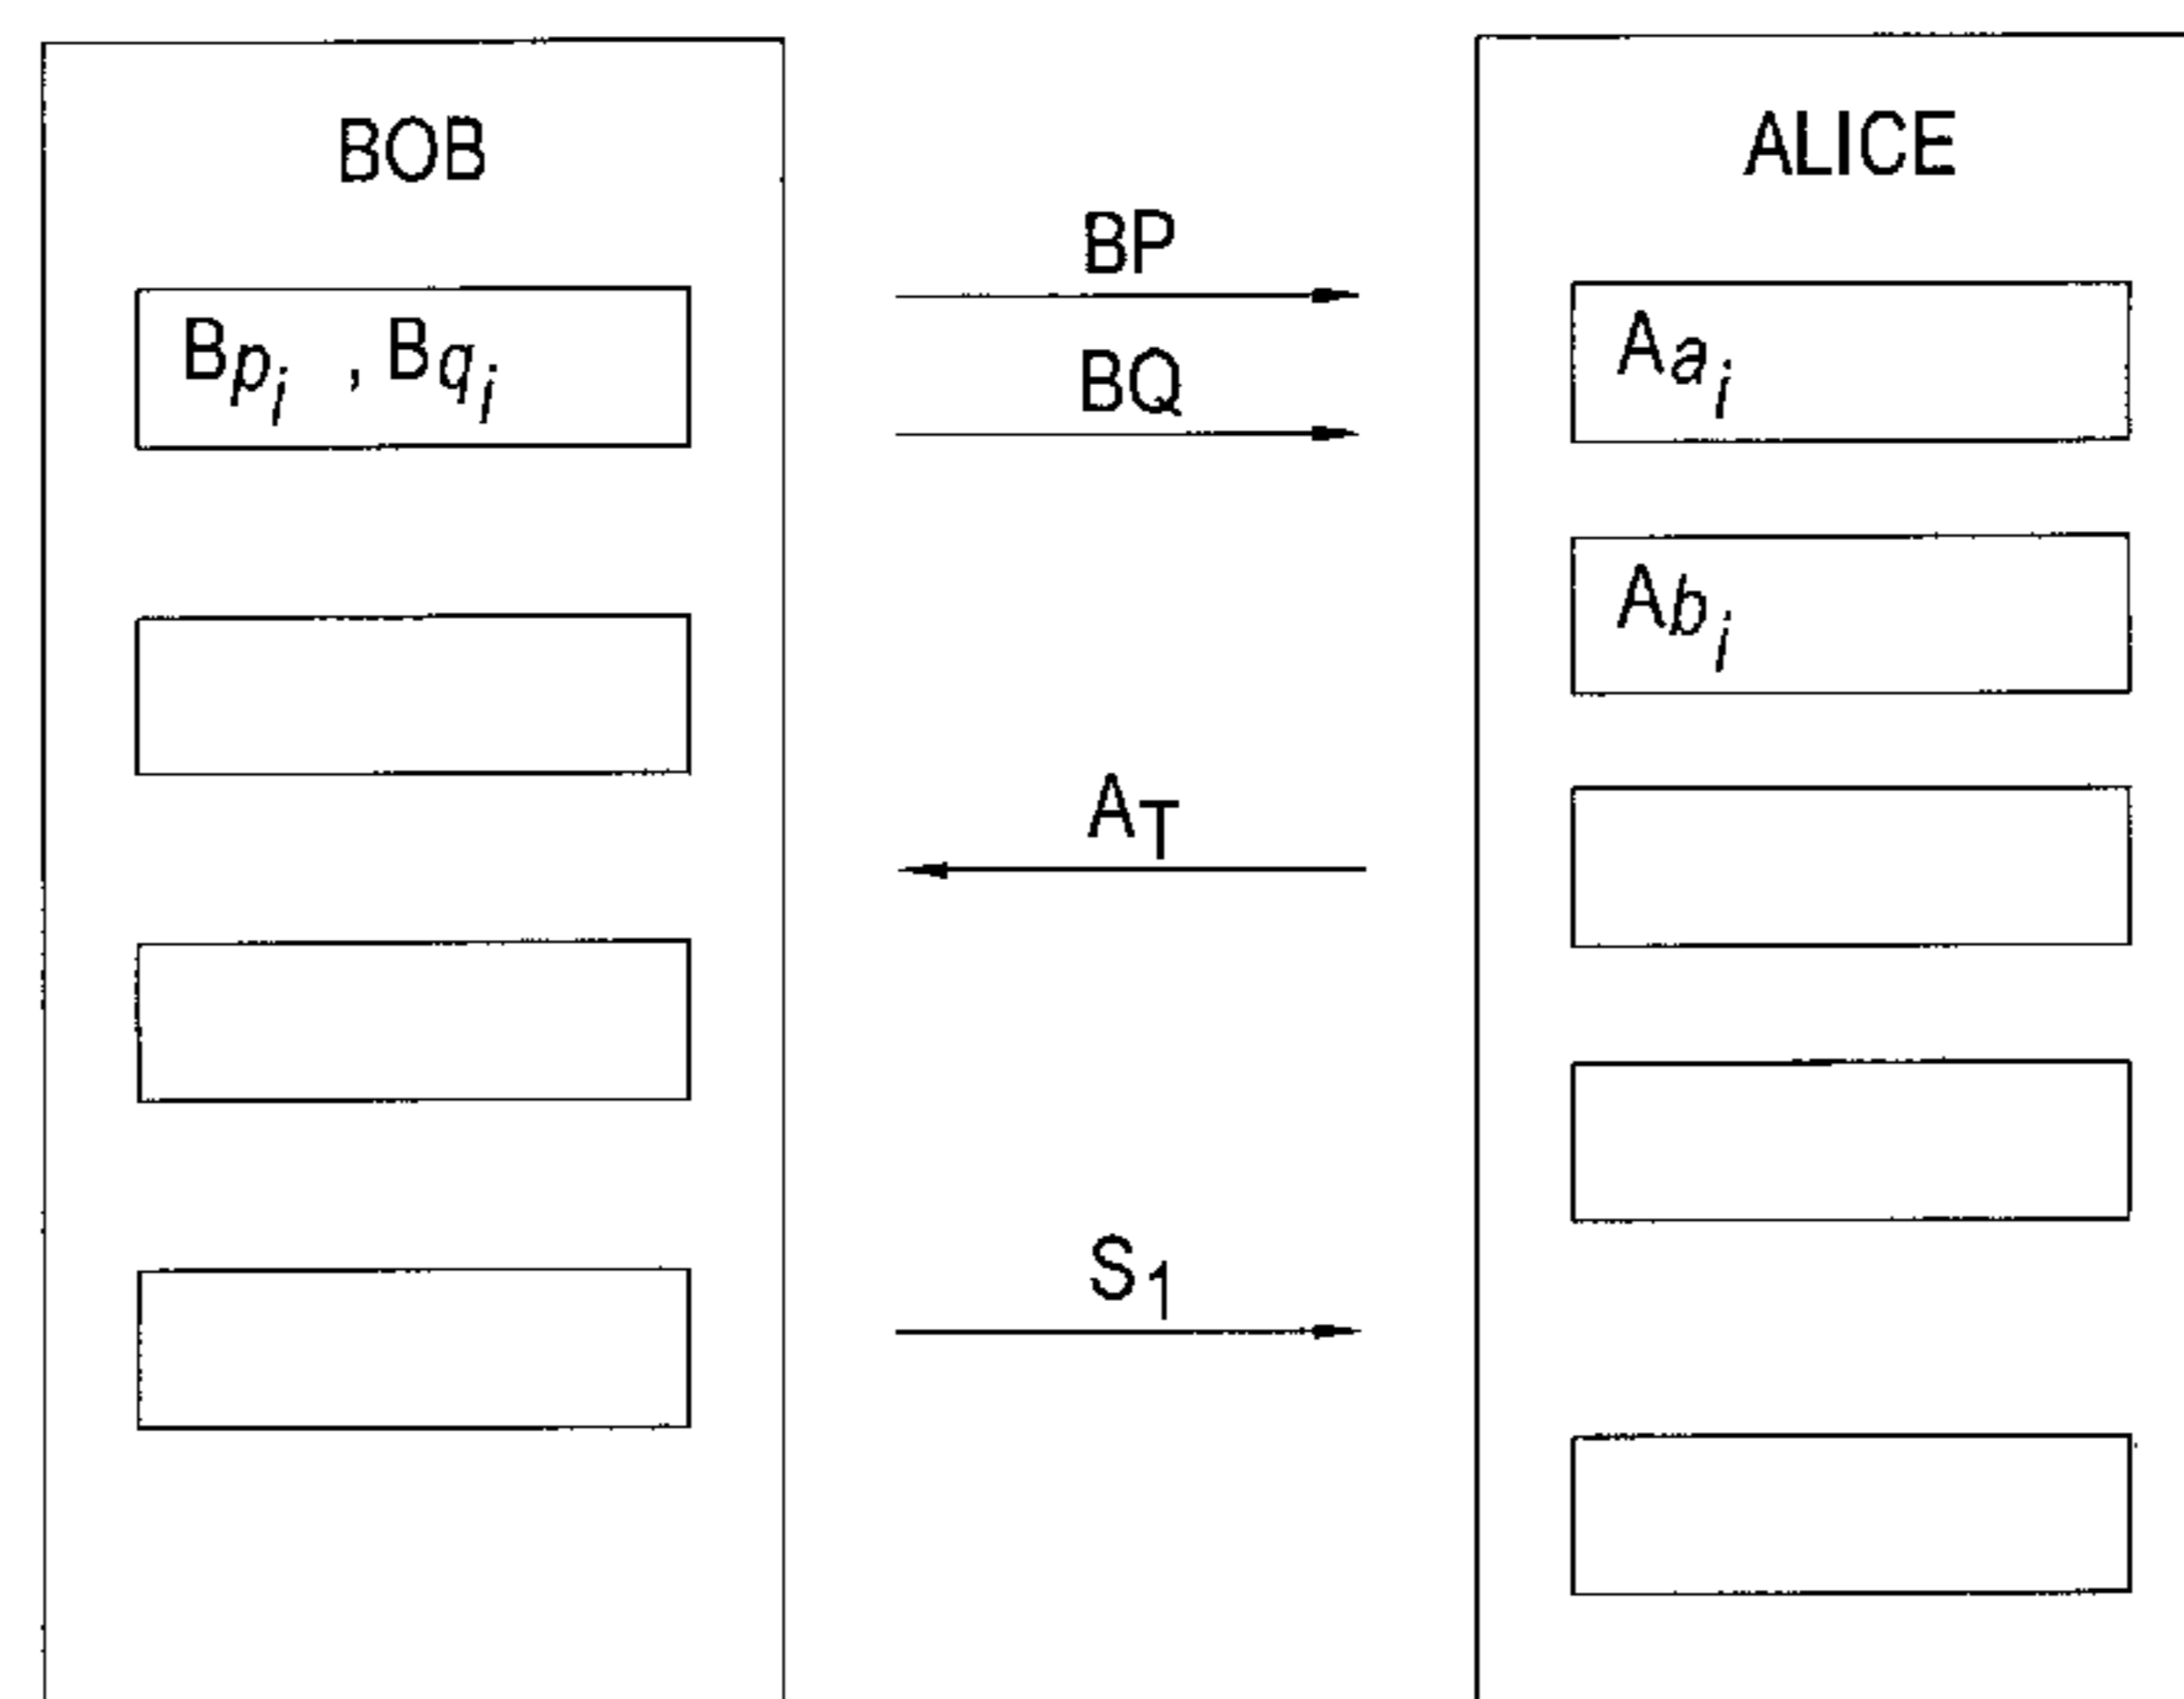 BOB
Bpi , Bqi
BP
BQ
AT
S1
ALICE
Aai
Abi